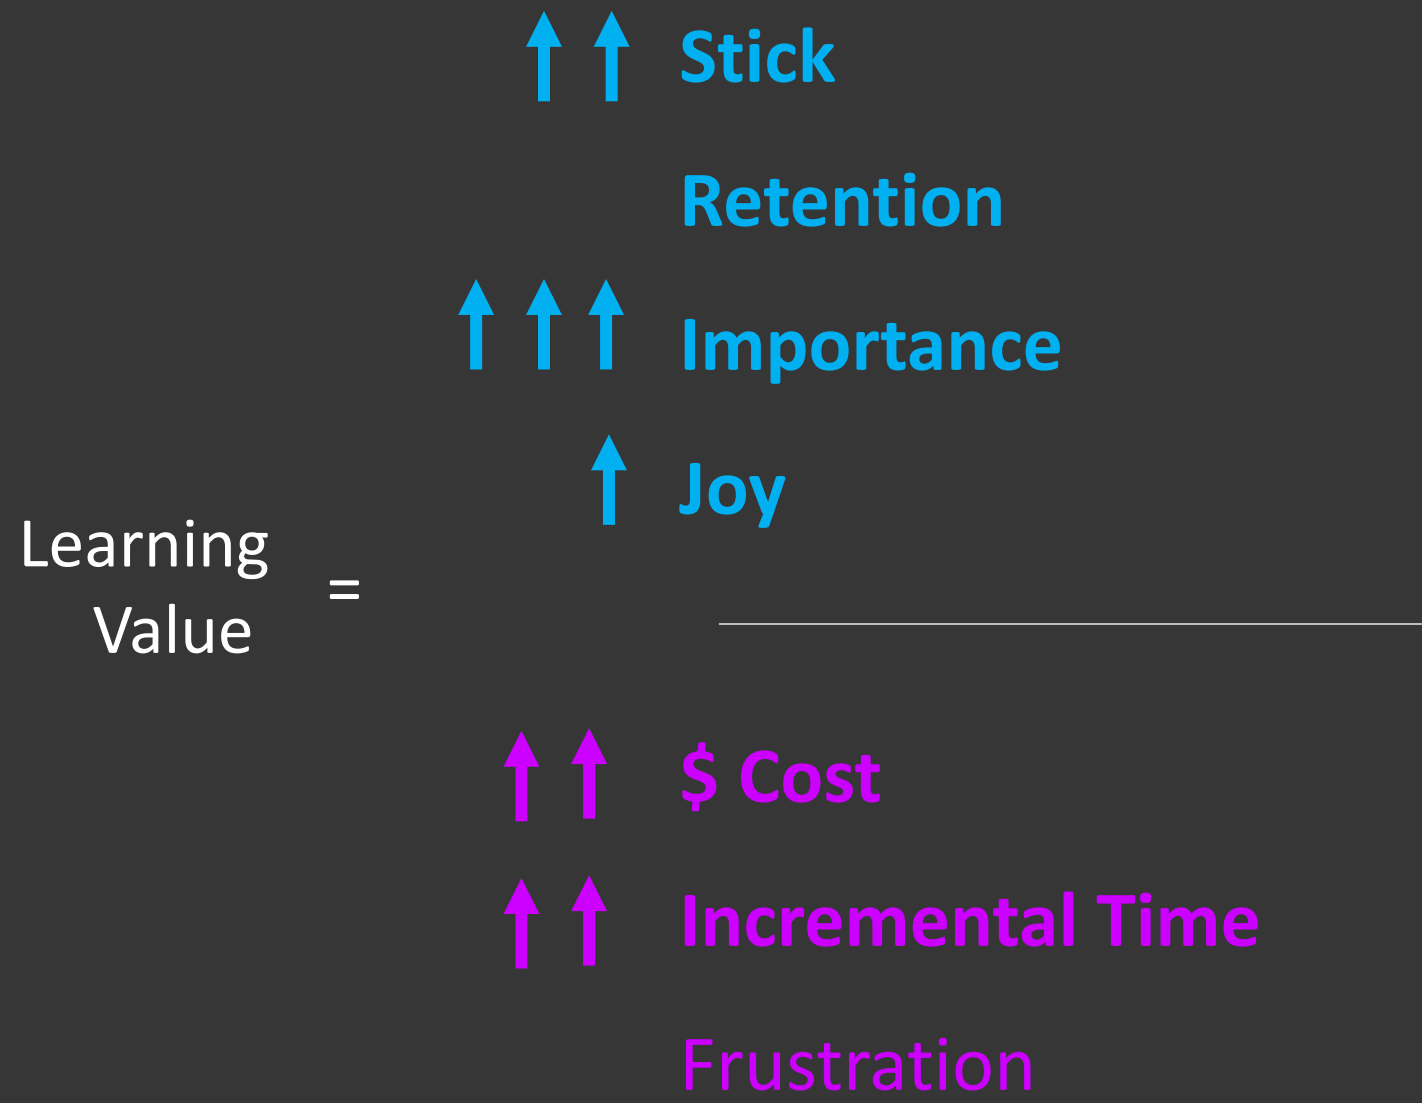 Stick
Retention
Importance
Joy
Learning
Value
=
$ Cost
Incremental Time
Frustration